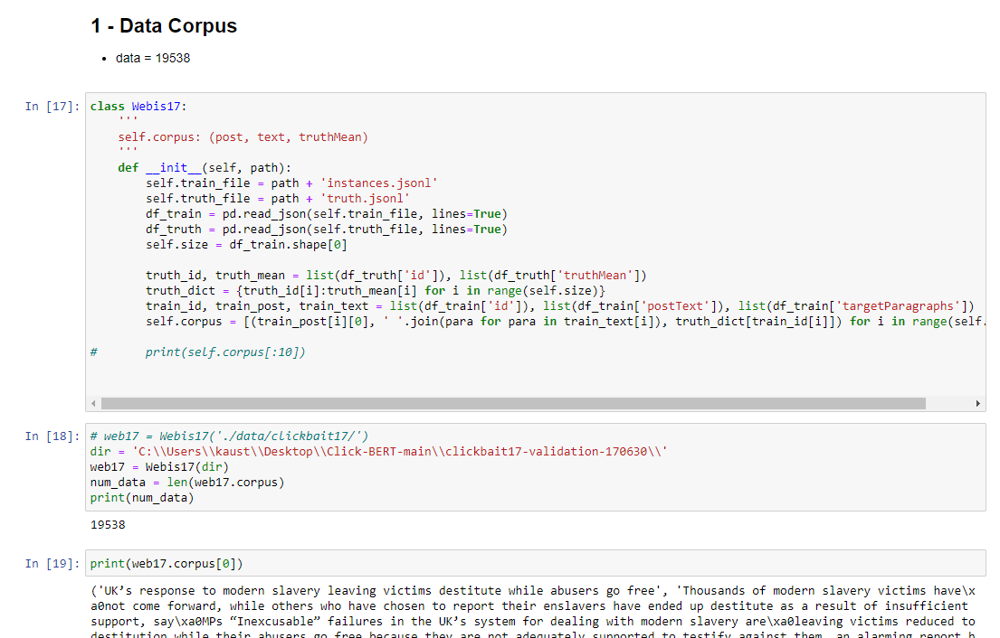 1 - Data Corpus
• data = 19538
In [17]: class Webis17:
    '''
    self.corpus: (post, text, truthMean)
    '''
    def __init__(self, path):
        self.train_file = path + 'instances.jsonl'
        self.truth_file = path + 'truth.jsonl'
        df_train = pd.read_json(self.train_file, lines=True)
        df_truth = pd.read_json(self.truth_file, lines=True)
        self.size = df_train.shape[0]
        truth_id, truth_mean = list(df_truth['id']), list(df_truth['truthMean'])
        truth_dict = {truth_id[i]:truth_mean[i] for i in range(self.size)}
        train_id, train_post, train_text = list(df_train['id']), list(df_train['postText']), list(df_train['targetParagraphs'])
        self.corpus = [(train_post[i][0], ' '.join(para for para in train_text[i]), truth_dict[train_id[i]]) for i in range(self.
#       print(self.corpus[:10])
In [18]: # web17 = Webis17('./data/clickbait17/')
dir = 'C:\\Users\\kaust\\Desktop\\Click-BERT-main\\clickbait17-validation-170630\\'
web17 = Webis17(dir)
num_data = len(web17.corpus)
print(num_data)
19538
In [19]: print(web17.corpus[0])
('UK’s response to modern slavery leaving victims destitute while abusers go free', 'Thousands of modern slavery victims have\x
a0not come forward, while others who have chosen to report their enslavers have ended up destitute as a result of insufficient
support, say\xa0MPs “Inexcusable” failures in the UK’s system for dealing with modern slavery are\xa0leaving victims reduced to
destitution while their abusers go free because they are not adequately supported to testify against them, an alarming report h